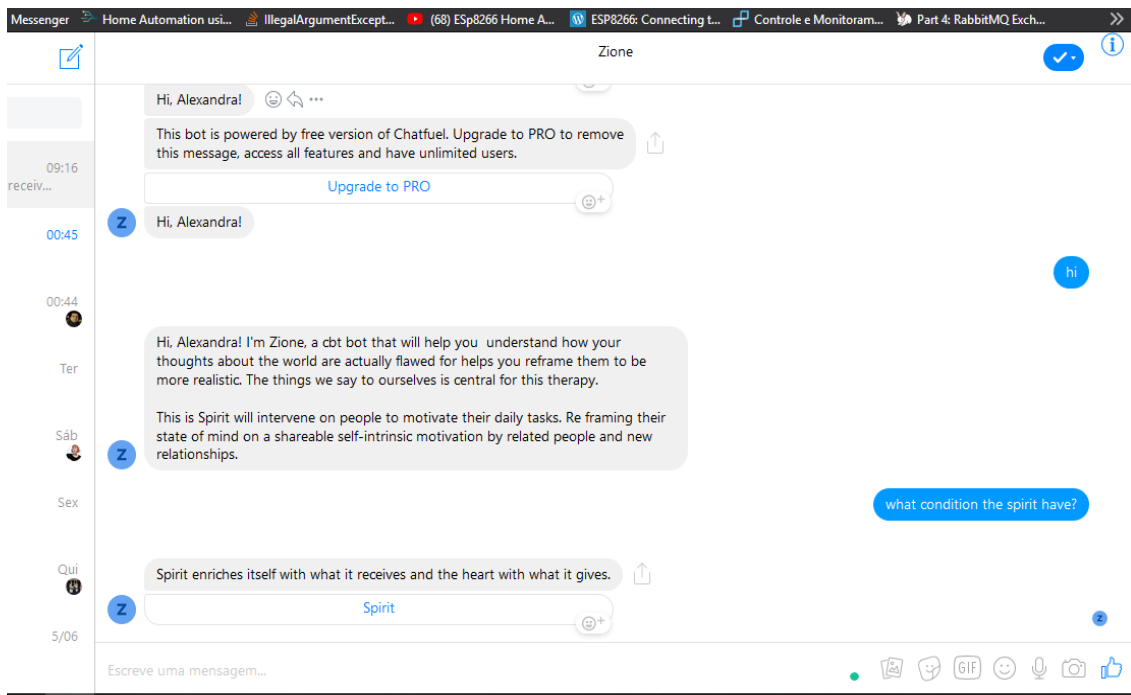 Messenger
Home Automation usi...
IllegalArgumentExcept...
(68) ESp8266 Home A...
ESP8266: Connecting t...
Controle e Monitoram...
Part 4: RabbitMQ Exch...
Zione
Hi, Alexandra!
This bot is powered by free version of Chatfuel. Upgrade to PRO to remove
this message, access all features and have unlimited users.
09:16
receiv...
Upgrade to PRO
Z
Hi, Alexandra!
00:45
hi
00:44
Hi, Alexandra! I'm Zione, a cbt bot that will help you understand how your
thoughts about the world are actually flawed for helps you reframe them to be
more realistic. The things we say to ourselves is central for this therapy.
Ter
This is Spirit will intervene on people to motivate their daily tasks. Re framing their
state of mind on a shareable self-intrinsic motivation by related people and new
relationships.
Sáb
Z
Sex
what condition the spirit have?
Qui
Spirit enriches itself with what it receives and the heart with what it gives.
Z
Spirit
Z
5/06
Escreve uma mensagem...
GIF